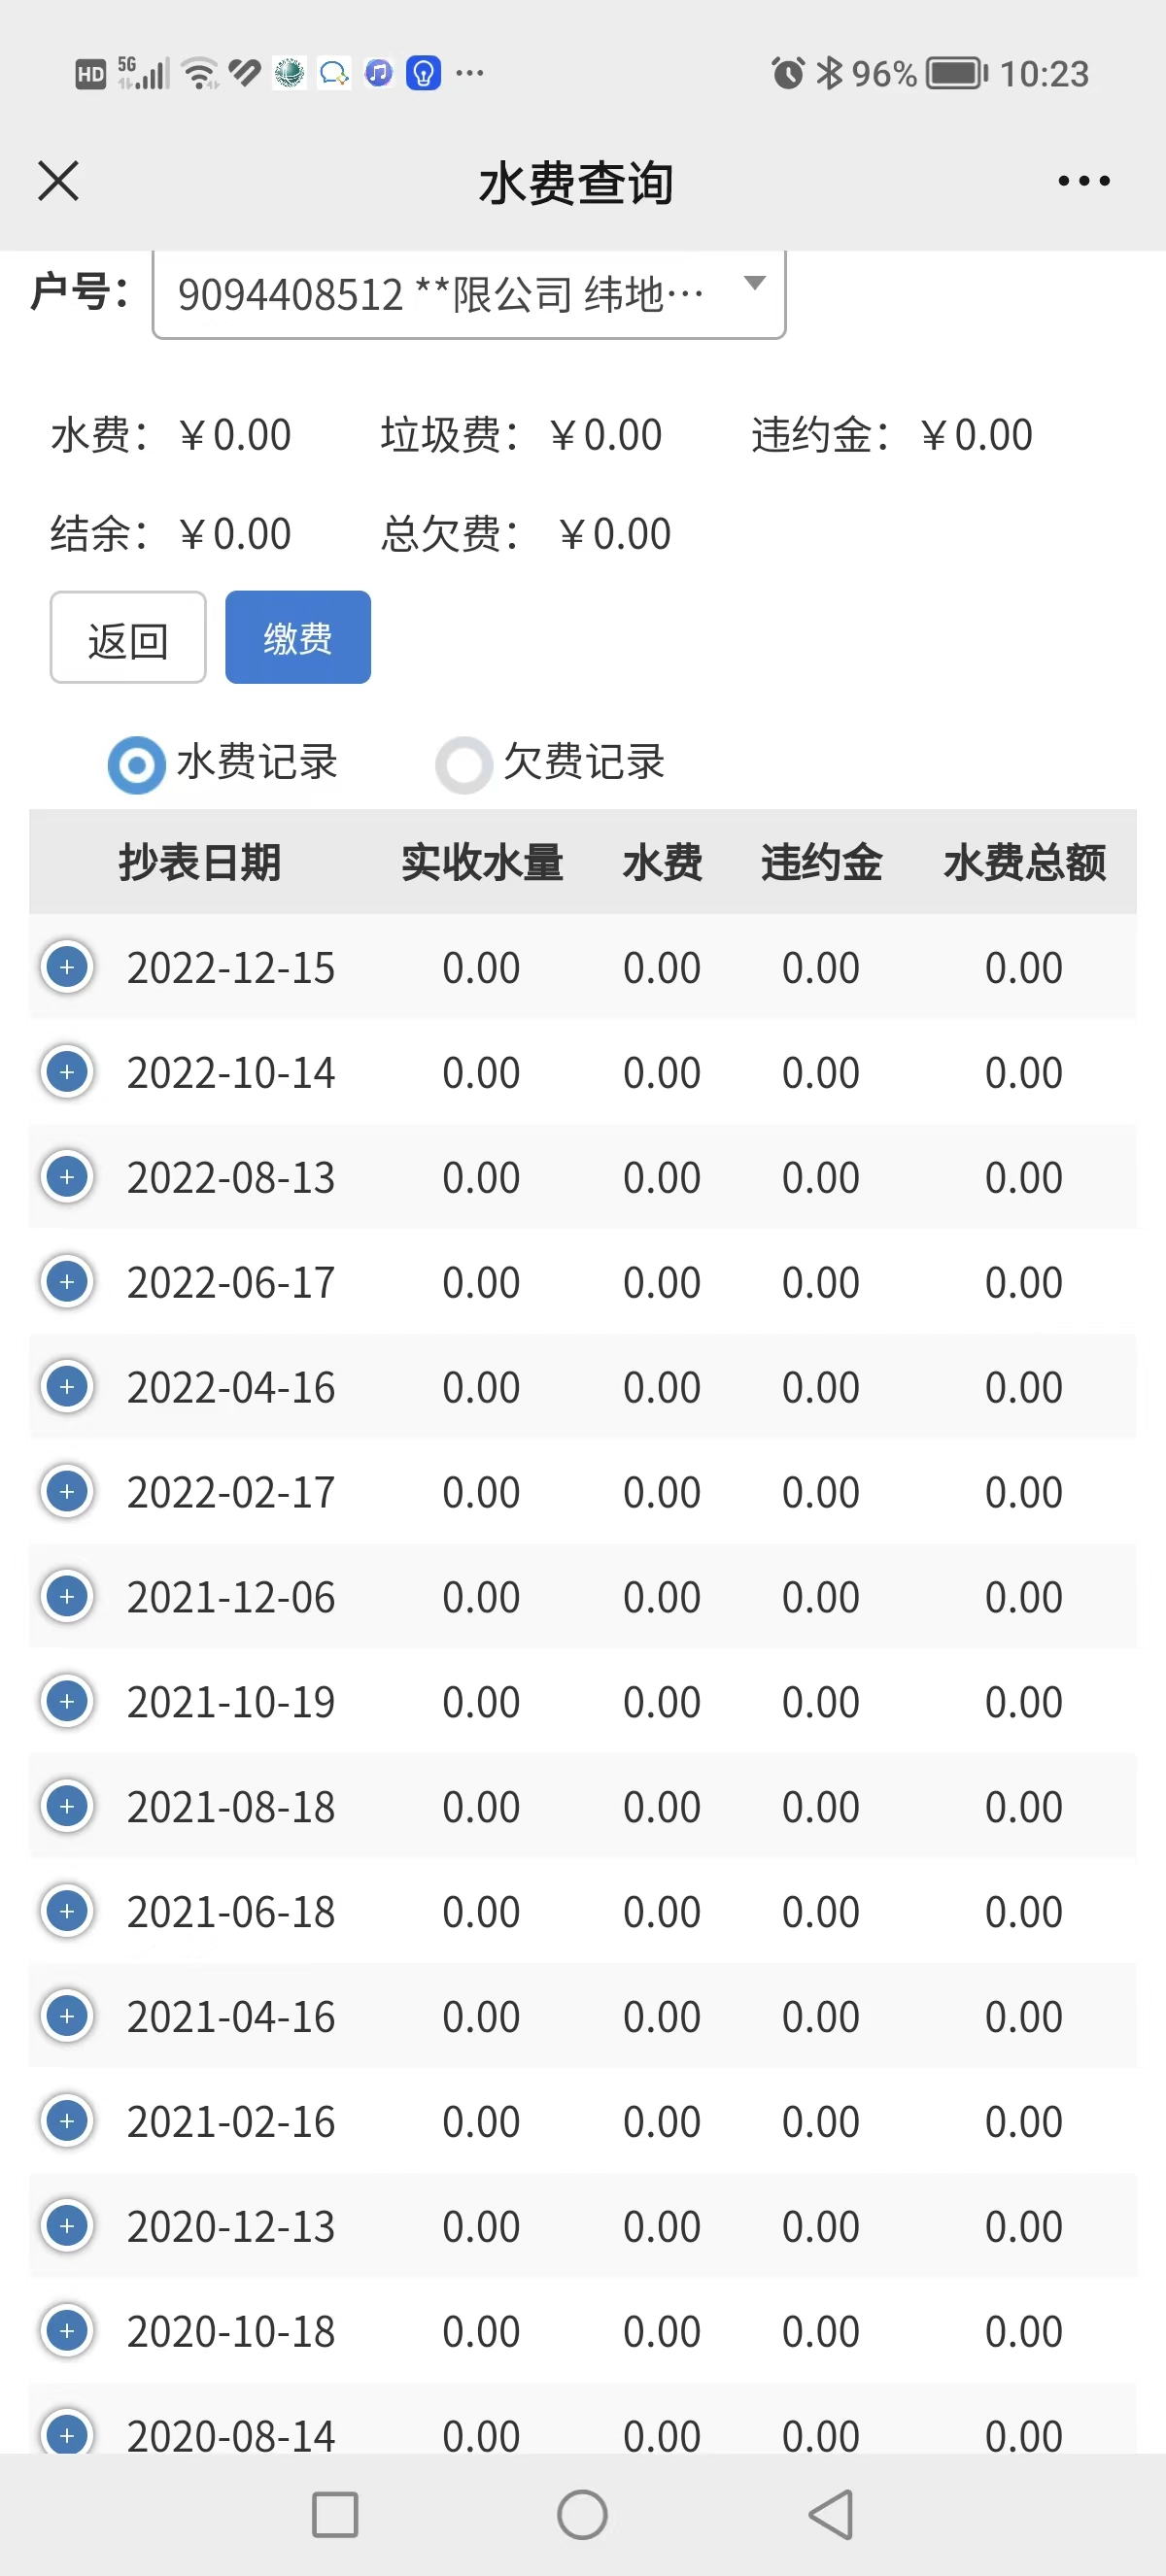 HD 5G 96% 10:23
水费查询
户号： 9094408512 **限公司 纬地…
水费：￥0.00 垃圾费：￥0.00 违约金：￥0.00
结余：￥0.00 总欠费：￥0.00
返回 缴费
水费记录 欠费记录
抄表日期 实收水量 水费 违约金 水费总额
2022-12-15 0.00 0.00 0.00 0.00
2022-10-14 0.00 0.00 0.00 0.00
2022-08-13 0.00 0.00 0.00 0.00
2022-06-17 0.00 0.00 0.00 0.00
2022-04-16 0.00 0.00 0.00 0.00
2022-02-17 0.00 0.00 0.00 0.00
2021-12-06 0.00 0.00 0.00 0.00
2021-10-19 0.00 0.00 0.00 0.00
2021-08-18 0.00 0.00 0.00 0.00
2021-06-18 0.00 0.00 0.00 0.00
2021-04-16 0.00 0.00 0.00 0.00
2021-02-16 0.00 0.00 0.00 0.00
2020-12-13 0.00 0.00 0.00 0.00
2020-10-18 0.00 0.00 0.00 0.00
2020-08-14 0.00 0.00 0.00 0.00